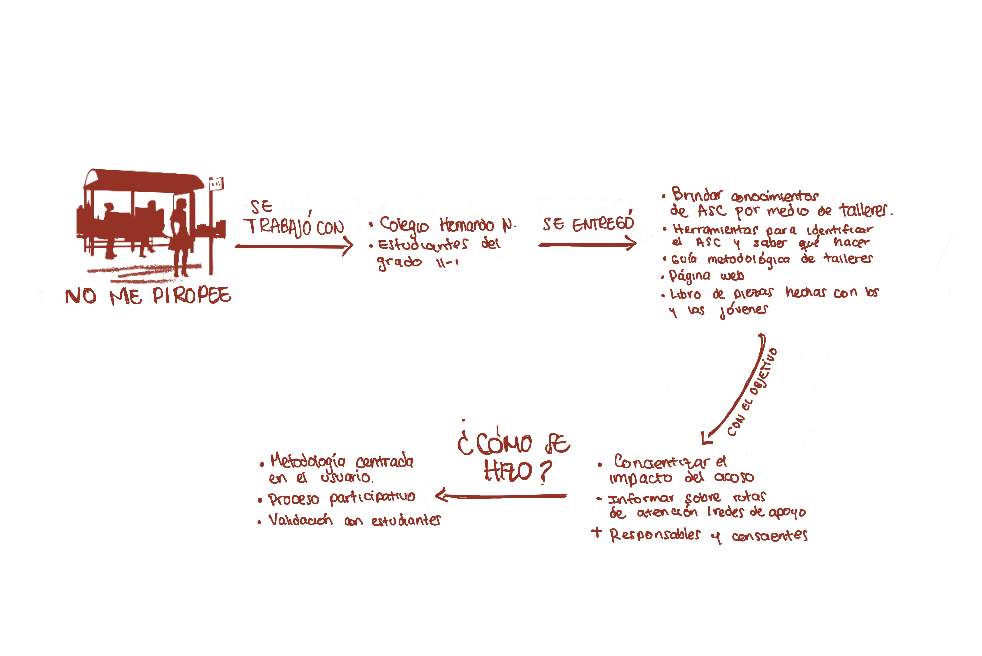 NO ME PIROPEE
SE
TRABAJÓ CON
• Colegio Hernando N.
• Estudiantes del
grado 11-1
SE ENTREGÓ
• Brindar conocimientos
de ASC por medio de talleres.
• Herramientas para identificar
el ASC y saber qué hacer
• Guía metodológica de talleres
• Página web
• Libro de piezas hechas con los
y las jóvenes
CON EL OBJETIVO
• Concientizar el
impacto del acoso
- Informar sobre rutas
de atención / redes de apoyo
+ Responsables y conscientes
¿CÓMO SE
HIZO?
• Metodología centrada
en el usuario.
• Proceso participativo
• Validación con estudiantes